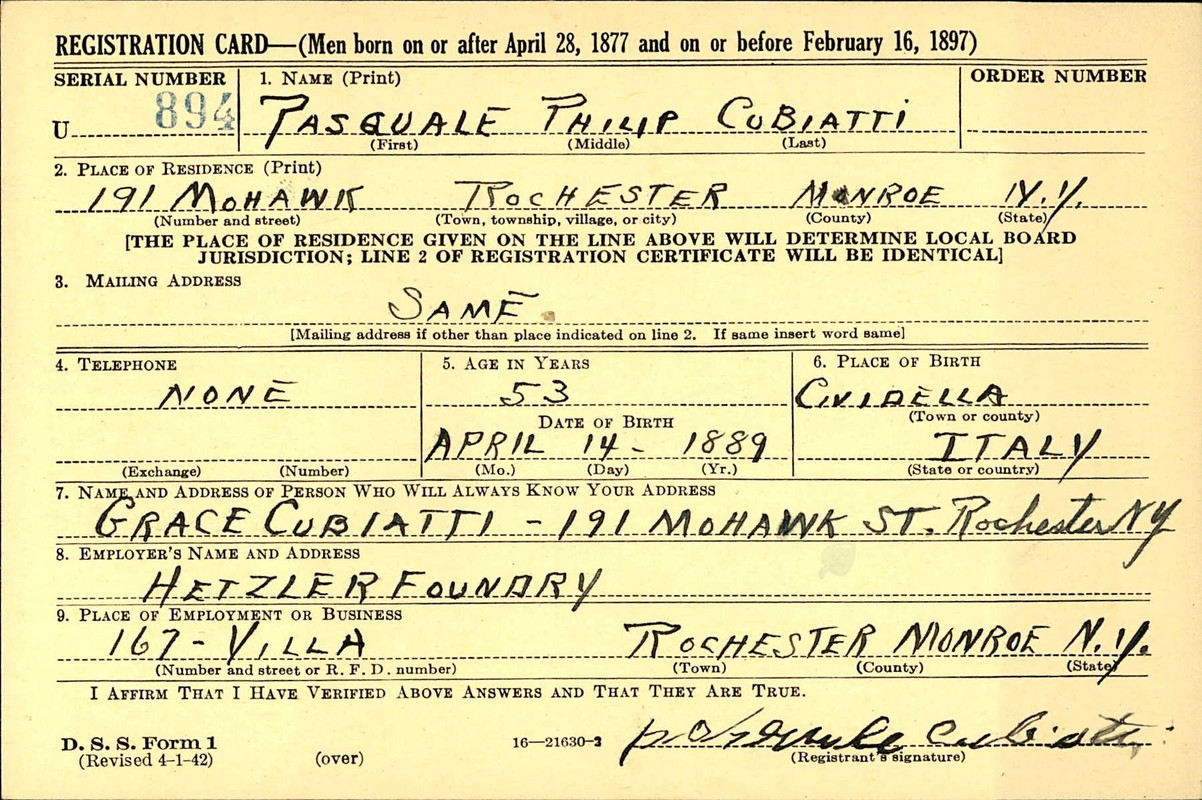 REGISTRATION CARD—(Men born on or after April 28, 1877 and on or before February 16, 1897)
SERIAL NUMBER 1. NAME (Print) ORDER NUMBER
U 894 PASQUALE PHILIP CUBIATTI
(First) (Middle) (Last)
2. PLACE OF RESIDENCE (Print)
191 MOHAWK ROCHESTER MONROE N.Y.
(Number and street) (Town, township, village, or city) (County) (State)
[THE PLACE OF RESIDENCE GIVEN ON THE LINE ABOVE WILL DETERMINE LOCAL BOARD
JURISDICTION; LINE 2 OF REGISTRATION CERTIFICATE WILL BE IDENTICAL]
3. MAILING ADDRESS
SAME.
[Mailing address if other than place indicated on line 2. If same insert word same]
4. TELEPHONE 5. AGE IN YEARS 6. PLACE OF BIRTH
NONE 53 CIVIDELLA
(Town or county)
DATE OF BIRTH
APRIL 14- 1889 ITALY
(Exchange) (Number) (Mo.) (Day) (Yr.) (State or country)
7. NAME AND ADDRESS OF PERSON WHO WILL ALWAYS KNOW YOUR ADDRESS
GRACE CUBIATTI - 191 MOHAWK ST. Rochester NY
8. EMPLOYER'S NAME AND ADDRESS
HETZLER FOUNDRY
9. PLACE OF EMPLOYMENT OR BUSINESS
167- VILLA ROCHESTER MONROE N.Y.
(Number and street or R. F. D. number) (Town) (County) (State)
I AFFIRM THAT I HAVE VERIFIED ABOVE ANSWERS AND THAT THEY ARE TRUE.
D. S. S. Form 1 16—21630-2 pasquale cubiatti
(Revised 4-1-42) (over) (Registrant's signature)